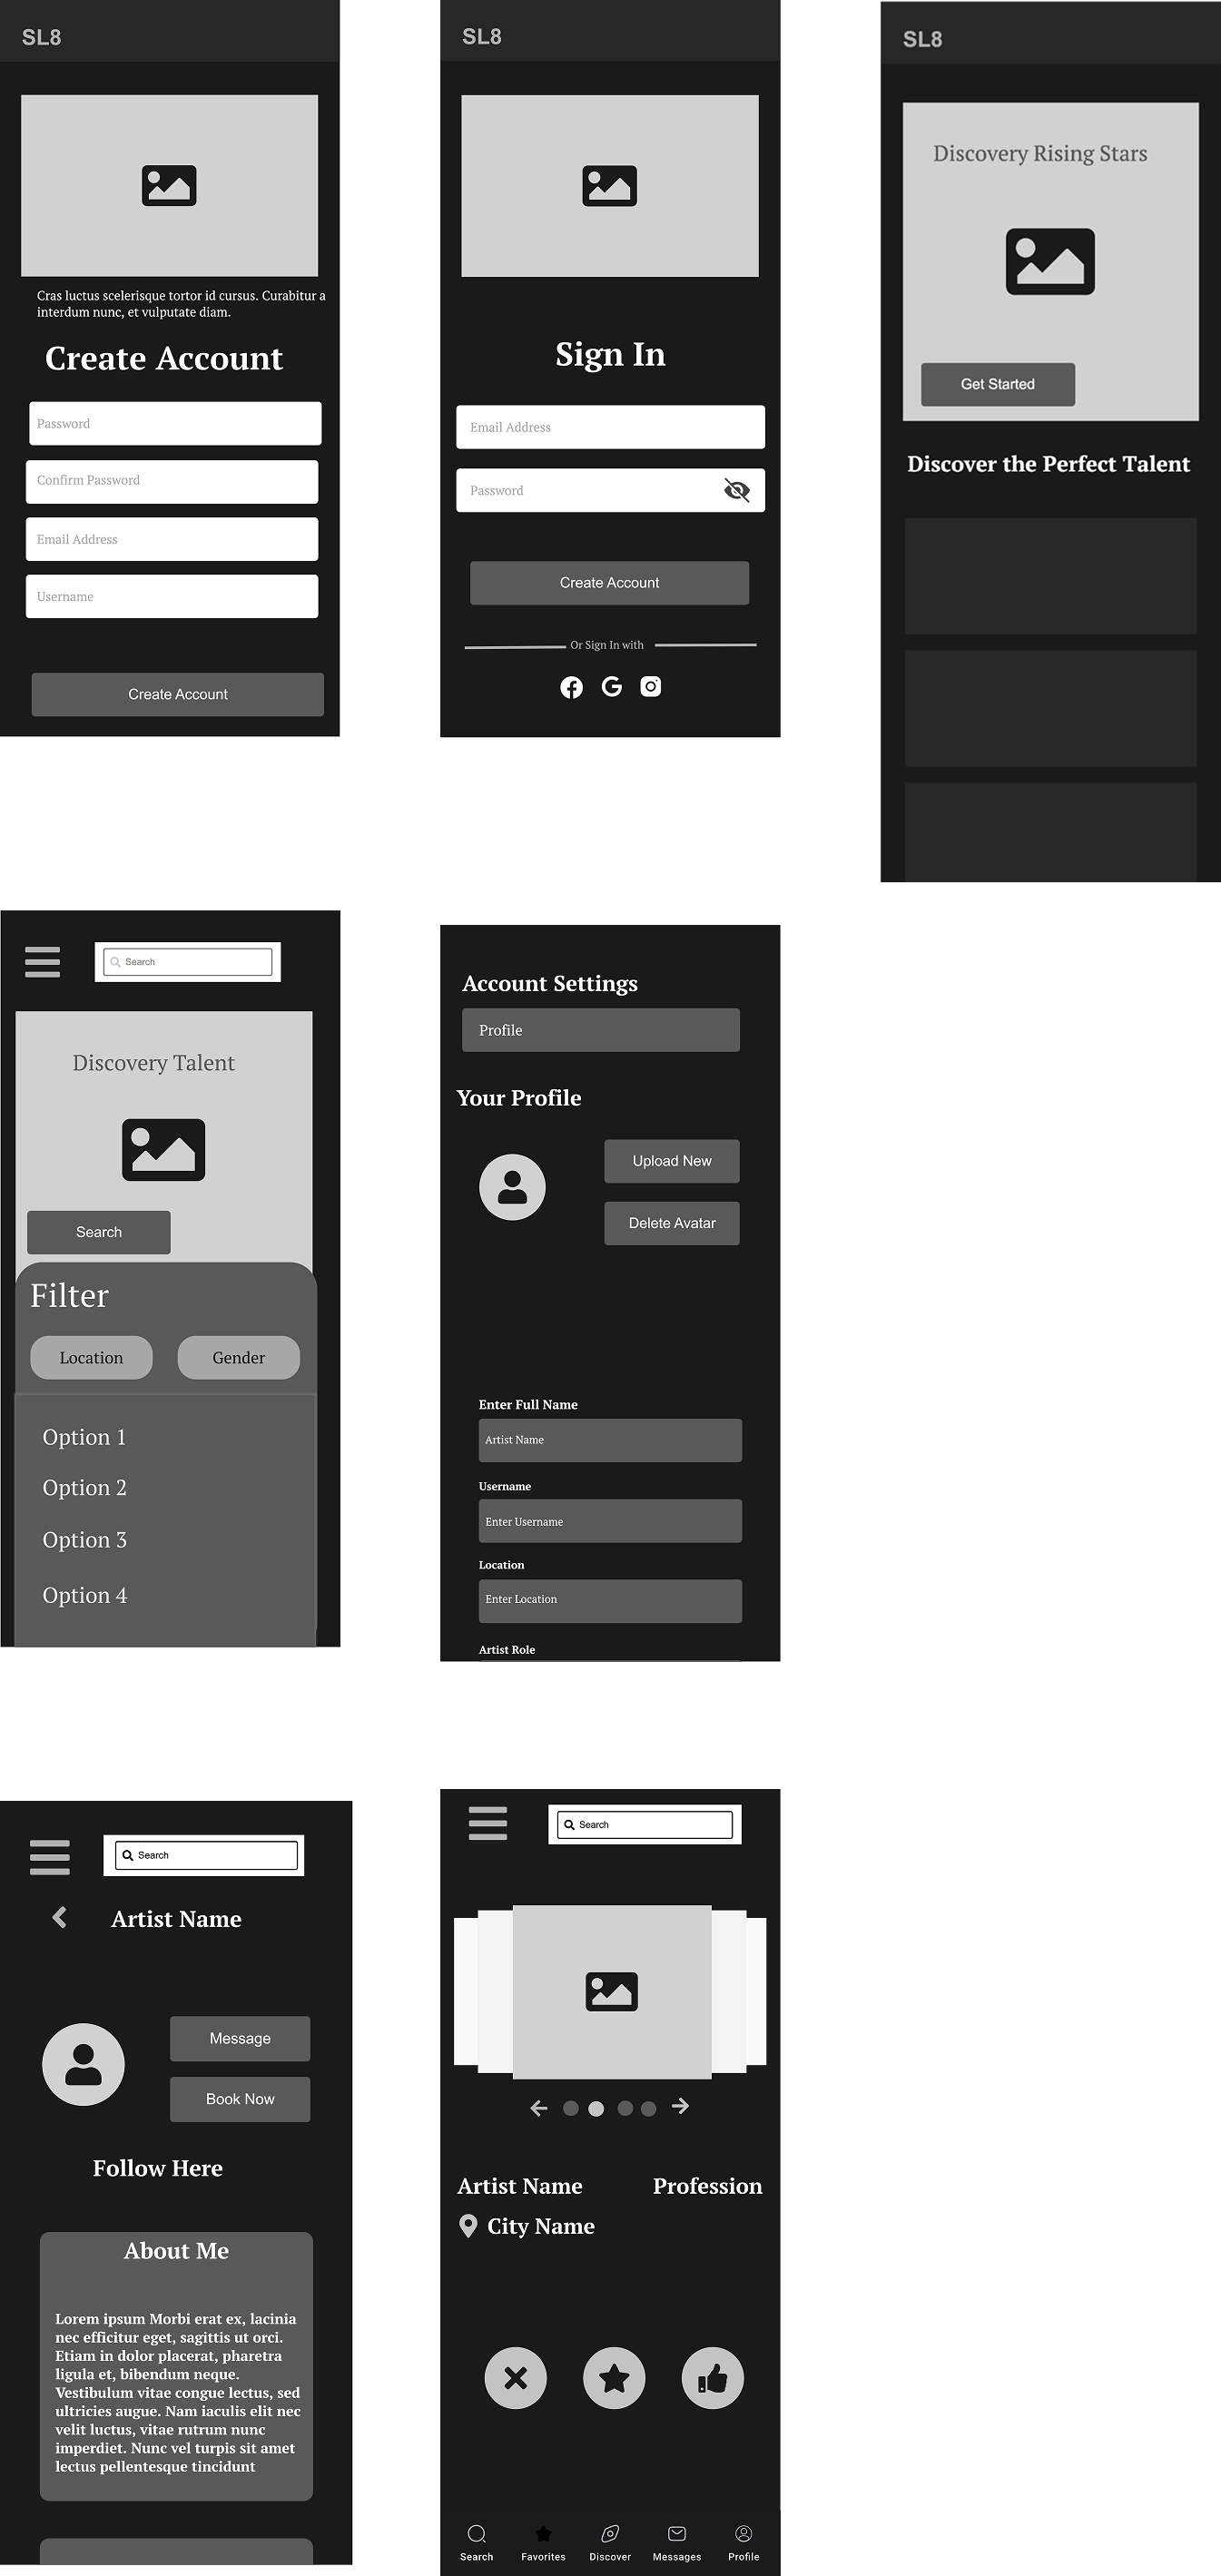 SL8
Cras luctus scelerisque tortor id cursus. Curabitur a
interdum nunc, et vulputate diam.
Create Account
Password
Confirm Password
Email Address
Username
Create Account
SL8
Sign In
Email Address
Password
Create Account
Or Sign In with
SL8
Discovery Rising Stars
Get Started
Discover the Perfect Talent
Search
Discovery Talent
Search
Filter
Location
Gender
Option 1
Option 2
Option 3
Option 4
Account Settings
Profile
Your Profile
Upload New
Delete Avatar
Enter Full Name
Artist Name
Username
Enter Username
Location
Enter Location
Artist Role
Search
Artist Name
Message
Book Now
Follow Here
About Me
Lorem ipsum Morbi erat ex, lacinia
nec efficitur eget, sagittis ut orci.
Etiam in dolor placerat, pharetra
ligula et, bibendum neque.
Vestibulum vitae congue lectus, sed
ultricies augue. Nam iaculis elit nec
velit luctus, vitae rutrum nunc
imperdiet. Nunc vel turpis sit amet
lectus pellentesque tincidunt
Search
Artist Name
Profession
City Name
Search
Favorites
Discover
Messages
Profile